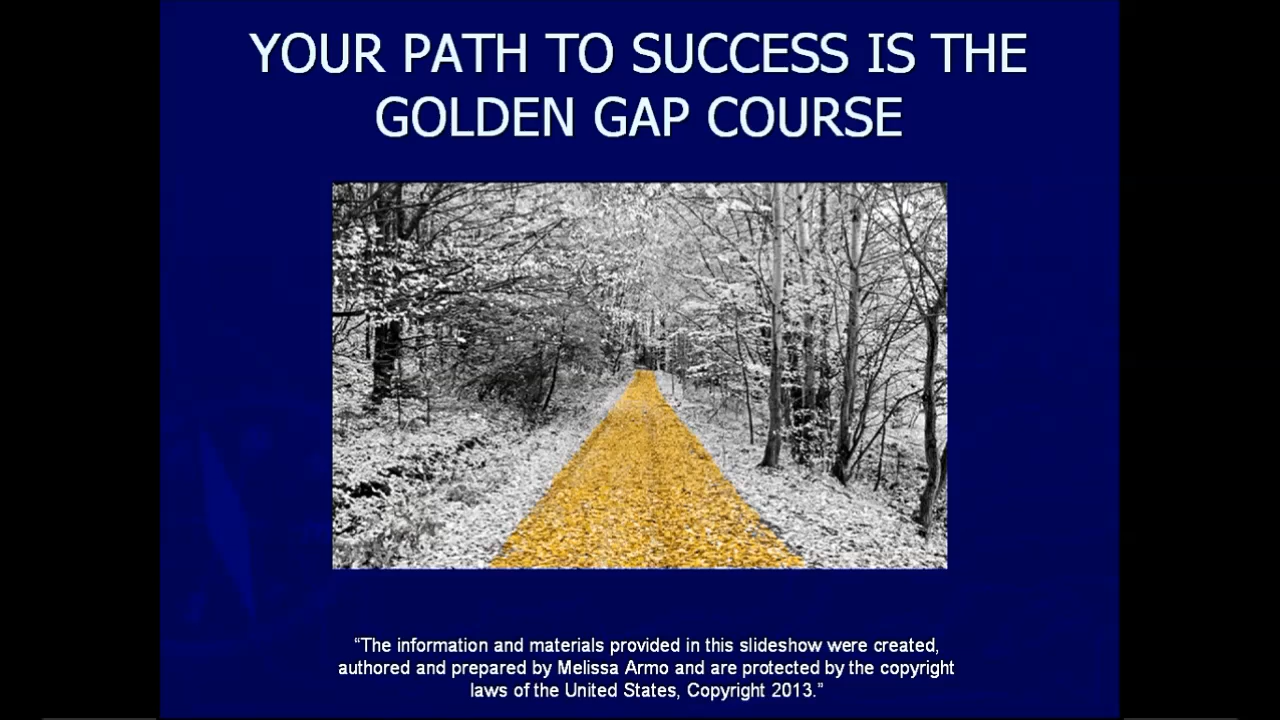 YOUR PATH TO SUCCESS IS THE
GOLDEN GAP COURSE
“The information and materials provided in this slideshow were created,
authored and prepared by Melissa Armo and are protected by the copyright
laws of the United States, Copyright 2013.”